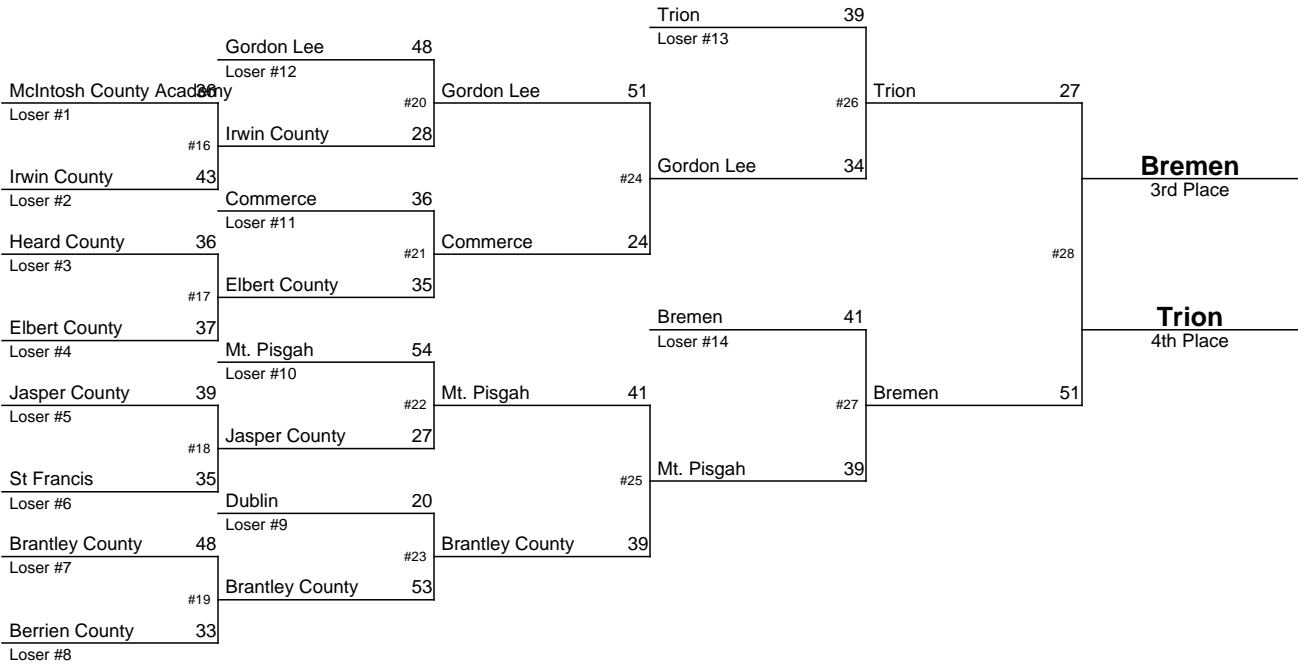 McIntosh County Academy
Loser #1
#16
Irwin County 43
Loser #2
Heard County 36
Loser #3
#17
Elbert County 37
Loser #4
Jasper County 39
Loser #5
#18
St Francis 35
Loser #6
Brantley County 48
Loser #7
#19
Berrien County 33
Loser #8
Gordon Lee 48
Loser #12
#20
Irwin County 28
Commerce 36
Loser #11
#21
Elbert County 35
Mt. Pisgah 54
Loser #10
#22
Jasper County 27
Dublin 20
Loser #9
#23
Brantley County 53
Gordon Lee 51
#24
Commerce 24
Mt. Pisgah 41
#25
Brantley County 39
Trion 39
Loser #13
#26
Gordon Lee 34
Bremen 41
Loser #14
#27
Mt. Pisgah 39
Trion 27
#28
Bremen 51
Bremen
3rd Place
Trion
4th Place